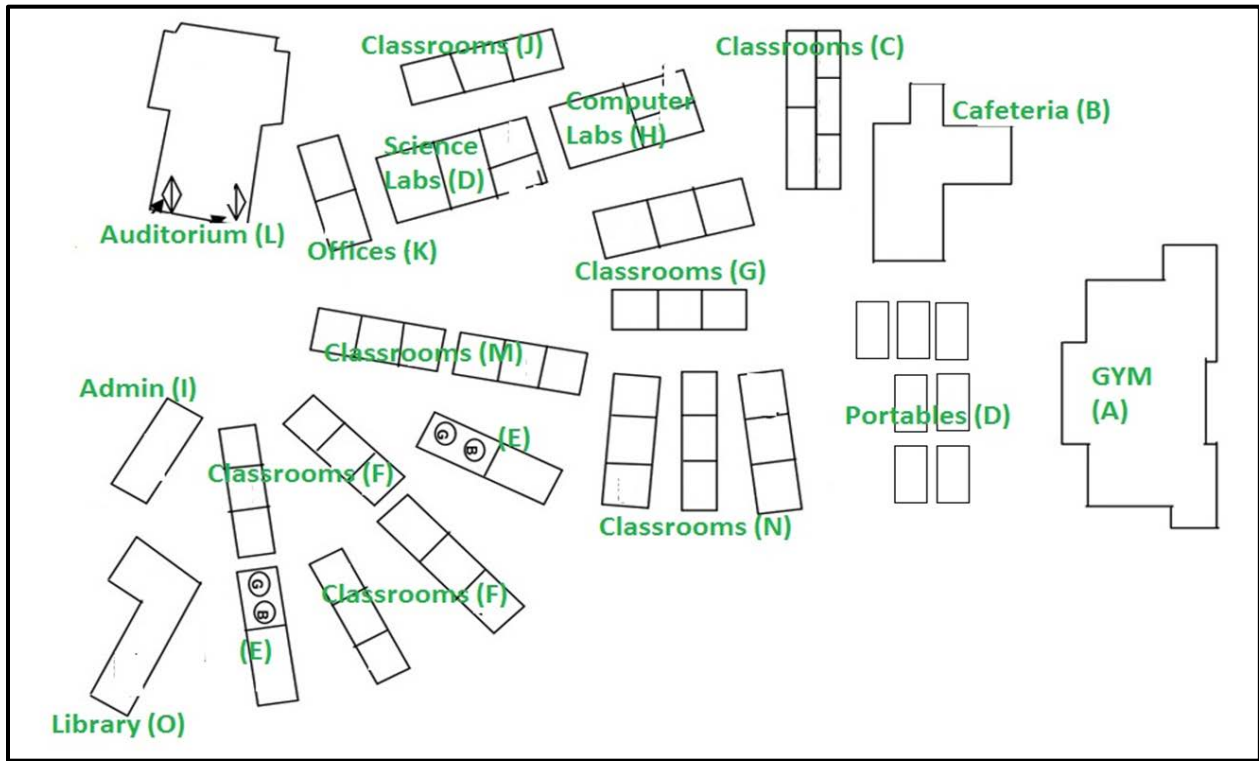 Classrooms (J)
Classrooms (C)
Computer
Labs (H)
Cafeteria (B)
Science
Labs (D)
Auditorium (L)
Offices (K)
Classrooms (G)
Classrooms (M)
Admin (I)
GYM
(A)
Portables (D)
(E)
G
B
Classrooms (F)
Classrooms (N)
Classrooms (F)
G
B
(E)
Library (O)